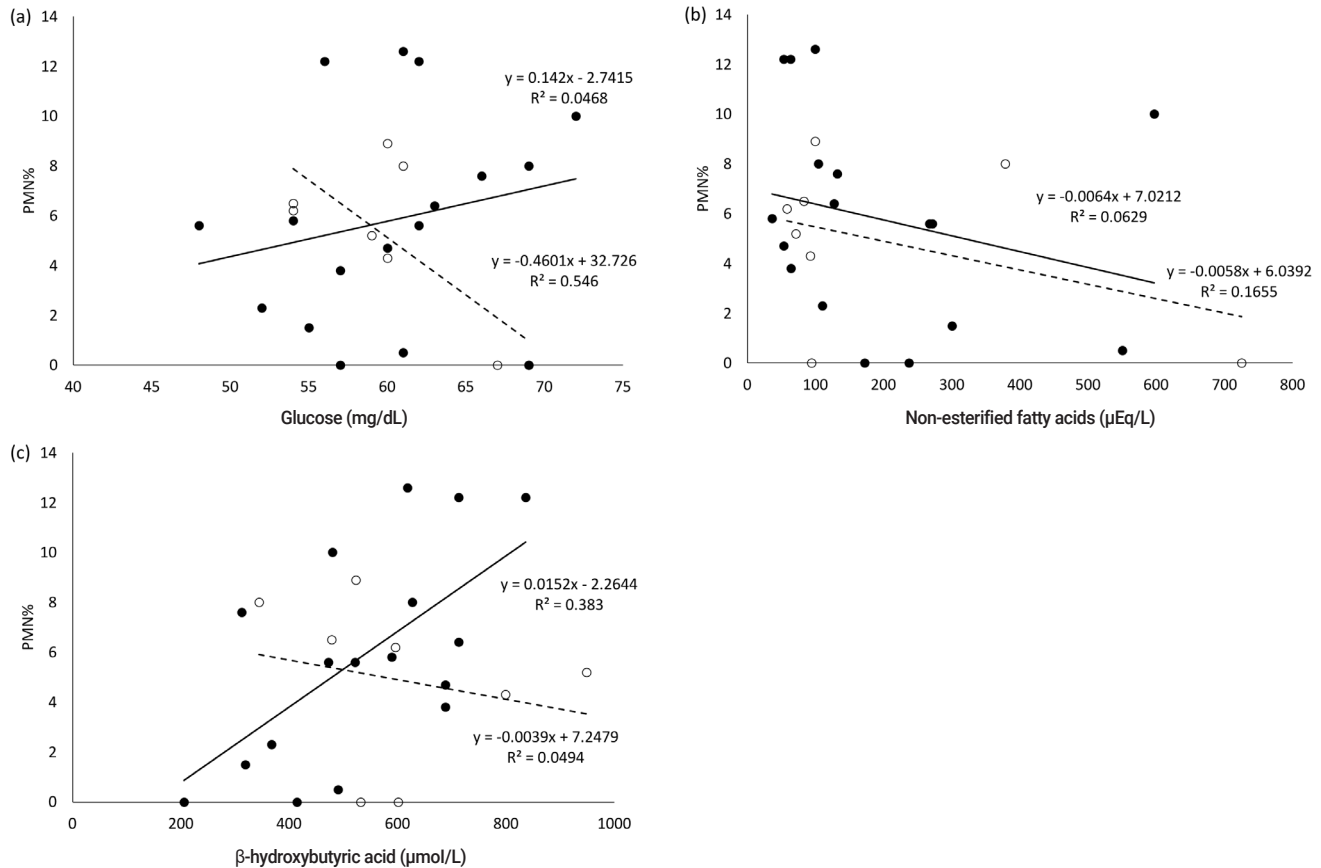 (a)
14
12
10
8
6
4
2
0
PMN%
y = 0.142x - 2.7415
R² = 0.0468
y = -0.4601x + 32.726
R² = 0.546
40 45 50 55 60 65 70 75
Glucose (mg/dL)
(b)
14
12
10
8
6
4
2
0
PMN%
y = -0.0064x + 7.0212
R² = 0.0629
y = -0.0058x + 6.0392
R² = 0.1655
0 100 200 300 400 500 600 700 800
Non-esterified fatty acids (µEq/L)
(c)
14
12
10
8
6
4
2
0
PMN%
y = 0.0152x - 2.2644
R² = 0.383
y = -0.0039x + 7.2479
R² = 0.0494
0 200 400 600 800 1000
β-hydroxybutyric acid (µmol/L)